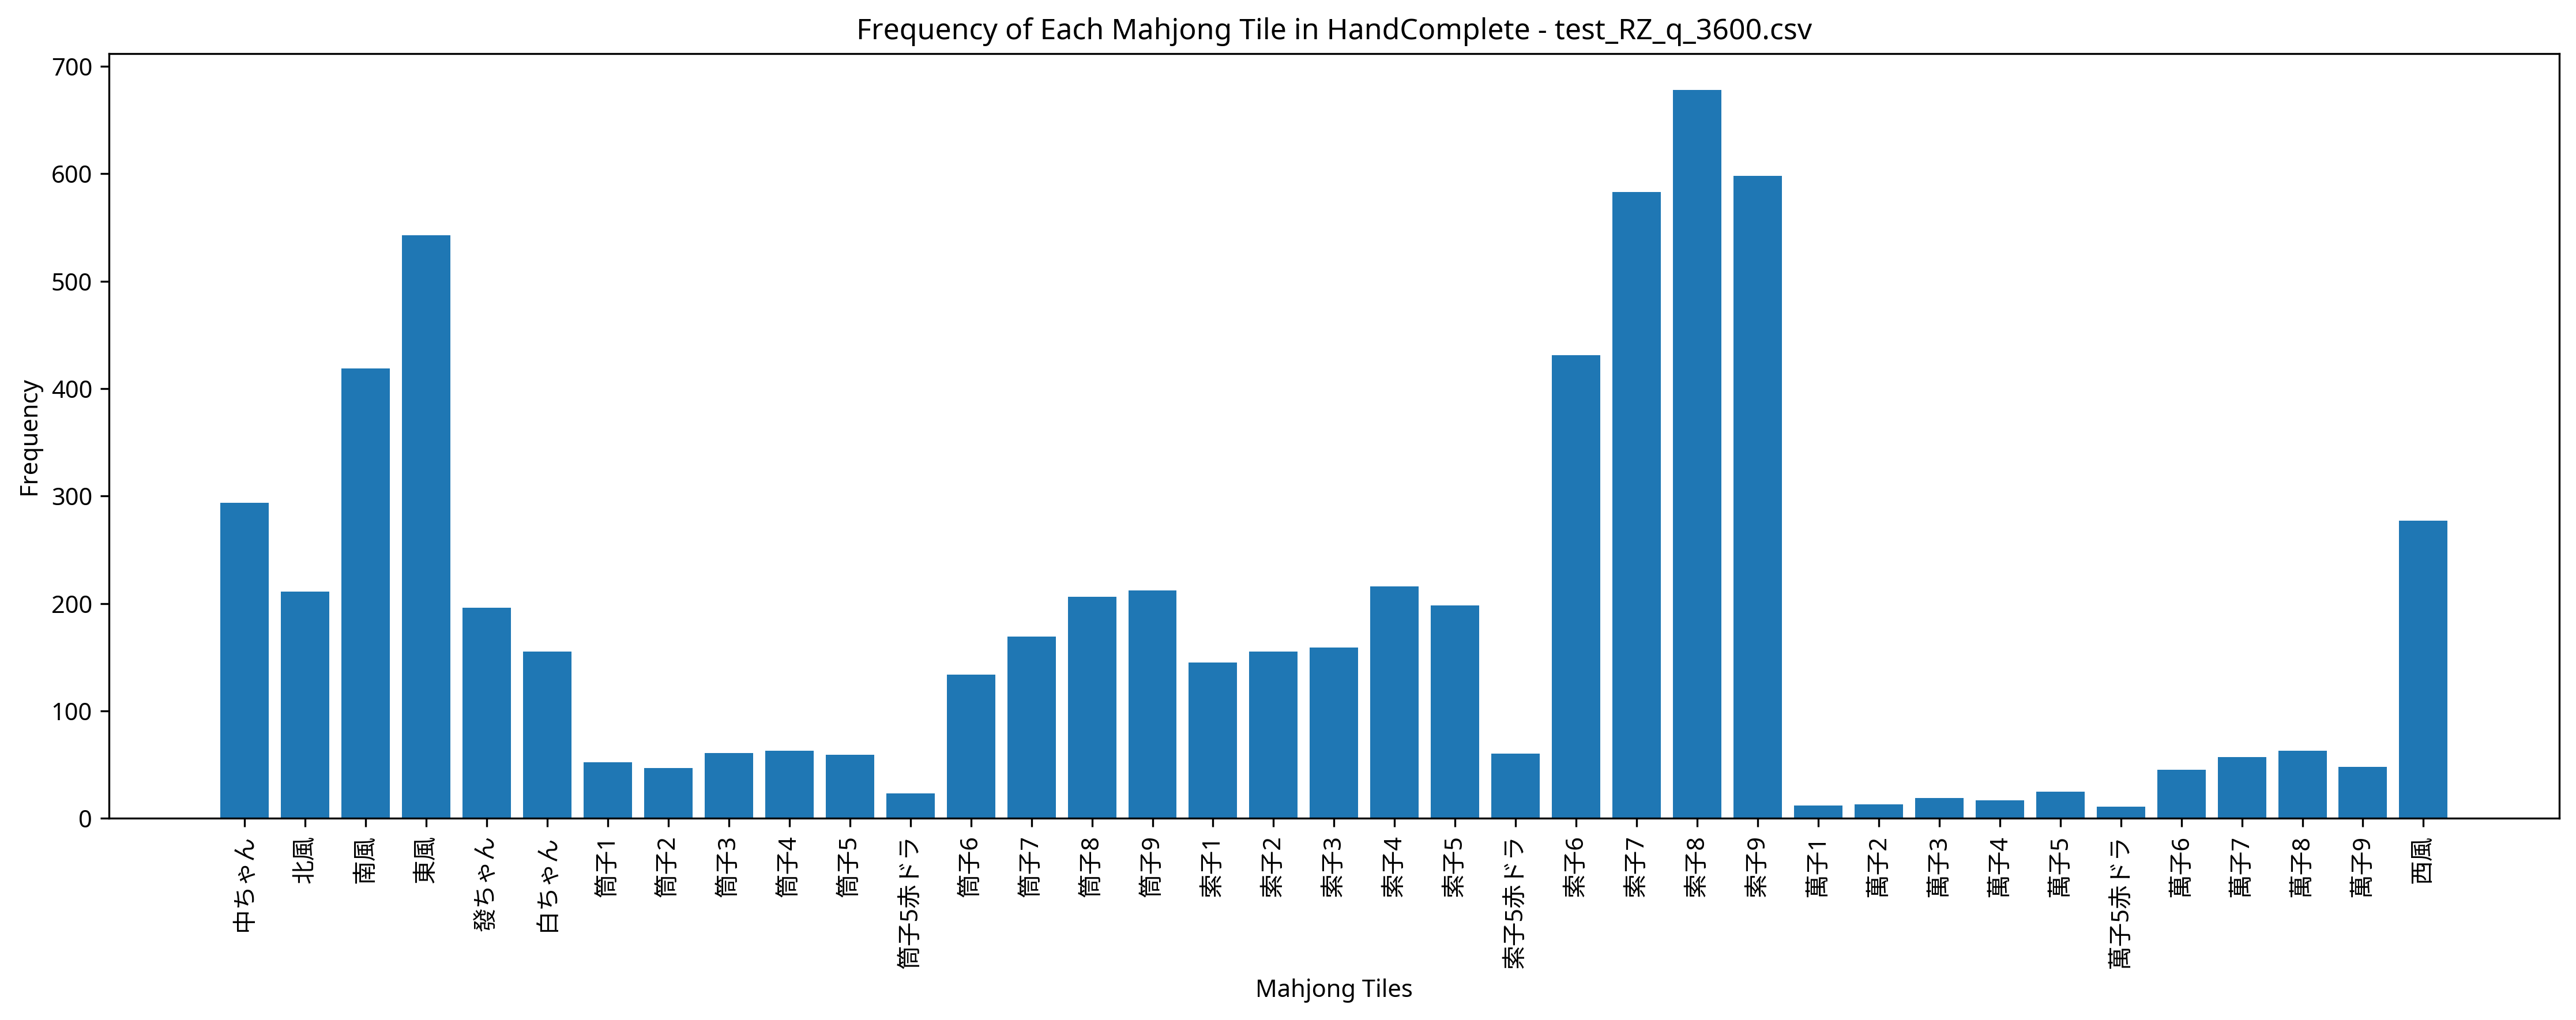 Frequency of Each Mahjong Tile in HandComplete - test_RZ_q_3600.csv
Frequency
700
600
500
400
300
200
100
0
中ちゃん
北風
南風
東風
發ちゃん
白ちゃん
筒子1
筒子2
筒子3
筒子4
筒子5
筒子5赤ドラ
筒子6
筒子7
筒子8
筒子9
索子1
索子2
索子3
索子4
索子5
索子5赤ドラ
索子6
索子7
索子8
索子9
萬子1
萬子2
萬子3
萬子4
萬子5
萬子5赤ドラ
萬子6
萬子7
萬子8
萬子9
西風
Mahjong Tiles